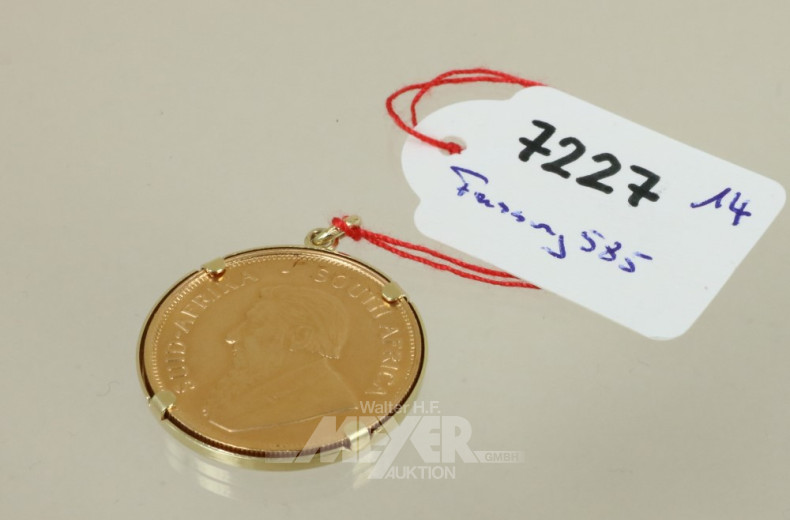 7227 14
Fassung 585
SUID-AFRIKA SOUTH AFRICA
Walter H.F.
MEYER
GMBH
AUKTION